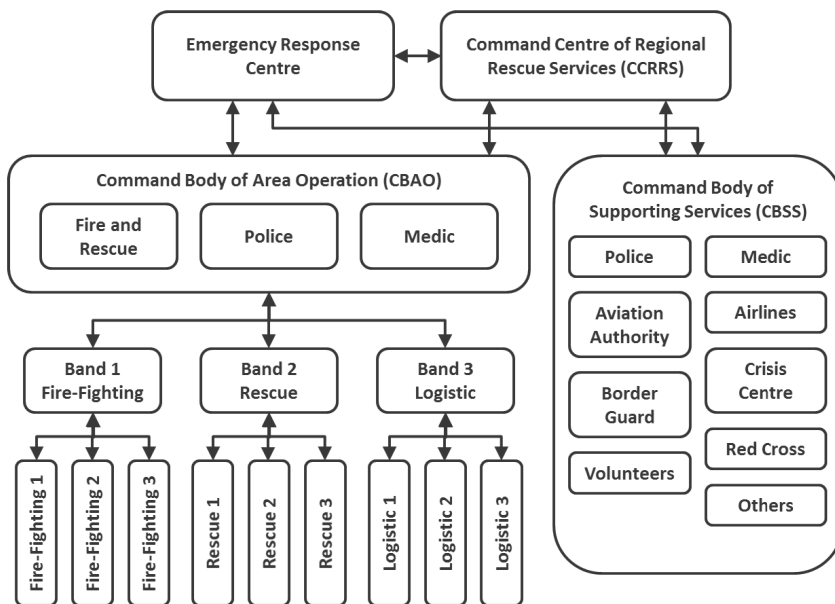 Emergency Response
Centre
Command Centre of Regional
Rescue Services (CCRRS)
Command Body of Area Operation (CBAO)
Fire and
Rescue
Police
Medic
Command Body of
Supporting Services (CBSS)
Police
Medic
Aviation
Authority
Airlines
Crisis
Centre
Border
Guard
Red Cross
Volunteers
Others
Band 1
Fire-Fighting
Band 2
Rescue
Band 3
Logistic
Fire-Fighting 1
Fire-Fighting 2
Fire-Fighting 3
Rescue 1
Rescue 2
Rescue 3
Logistic 1
Logistic 2
Logistic 3